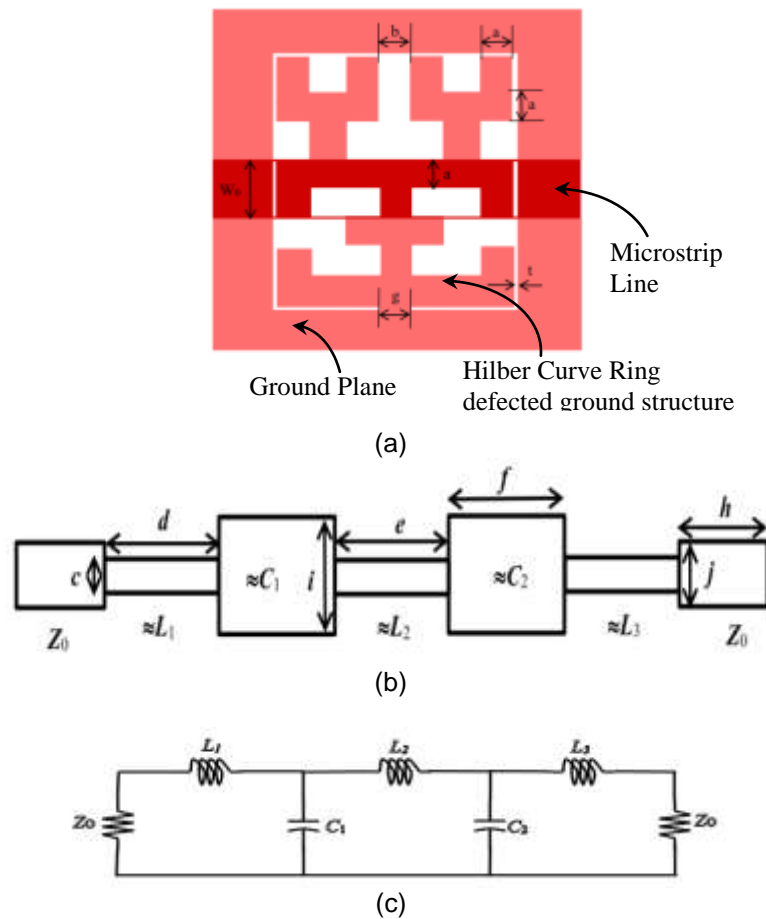 b
a
a
a
W₀
t
g
Microstrip
Line
Ground Plane
Hilber Curve Ring
defected ground structure
(a)
f
d
e
h
c
≈C₁
i
≈C₂
j
Z₀
≈L₁
≈L₂
≈L₃
Z₀
(b)
L₁
L₂
L₃
Zo
C₁
C₂
Zo
(c)